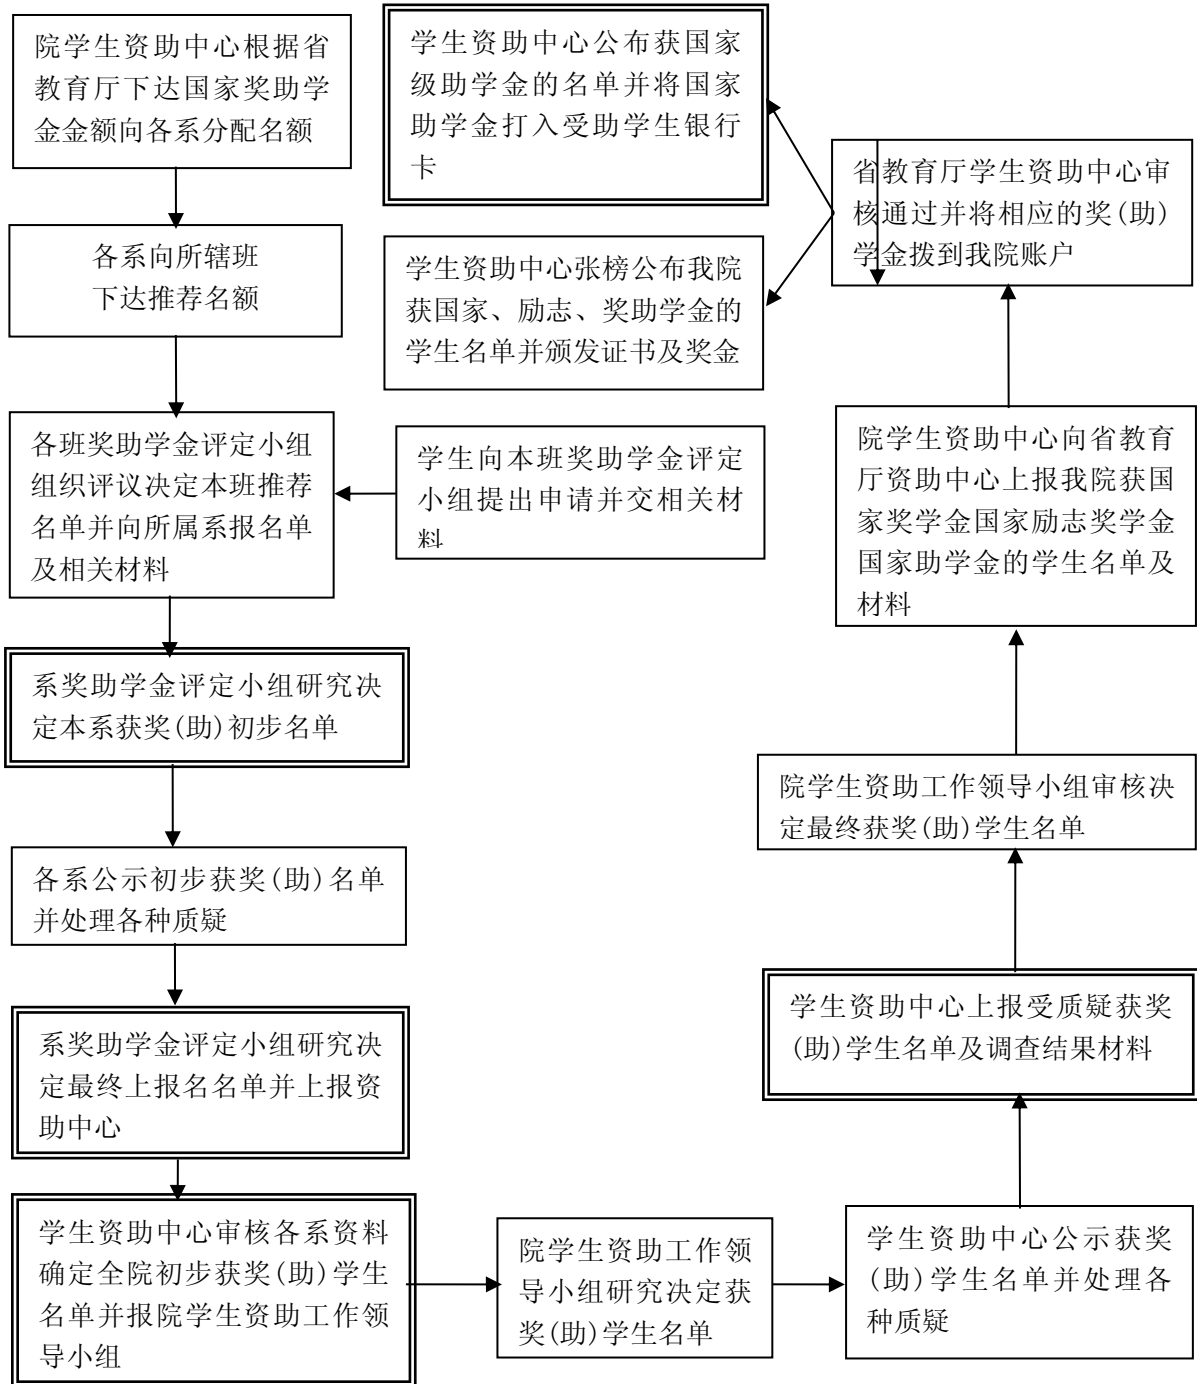 院学生资助中心根据省
教育厅下达国家奖助学
金金额向各系分配名额
各系向所辖班
下达推荐名额
各班奖助学金评定小组
组织评议决定本班推荐
名单并向所属系报名单
及相关材料
学生向本班奖助学金评定
小组提出申请并交相关材
料
系奖助学金评定小组研究决
定本系获奖(助)初步名单
各系公示初步获奖(助)名单
并处理各种质疑
系奖助学金评定小组研究决
定最终上报名名单并上报资
助中心
学生资助中心审核各系资料
确定全院初步获奖(助)学生
名单并报院学生资助工作领
导小组
院学生资助工作领
导小组研究决定获
奖(助)学生名单
学生资助中心公示获奖
(助)学生名单并处理各
种质疑
学生资助中心上报受质疑获奖
(助)学生名单及调查结果材料
院学生资助工作领导小组审核决
定最终获奖(助)学生名单
院学生资助中心向省教育
厅资助中心上报我院获国
家奖学金国家励志奖学金
国家助学金的学生名单及
材料
省教育厅学生资助中心审
核通过并将相应的奖(助)
学金拨到我院账户
学生资助中心公布获国家
级助学金的名单并将国家
助学金打入受助学生银行
卡
学生资助中心张榜公布我院
获国家、励志、奖助学金的
学生名单并颁发证书及奖金